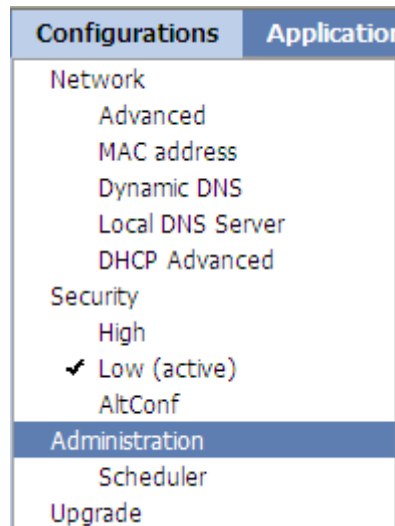 Configurations Application
Network
Advanced
MAC address
Dynamic DNS
Local DNS Server
DHCP Advanced
Security
High
Low (active)
AltConf
Administration
Scheduler
Upgrade